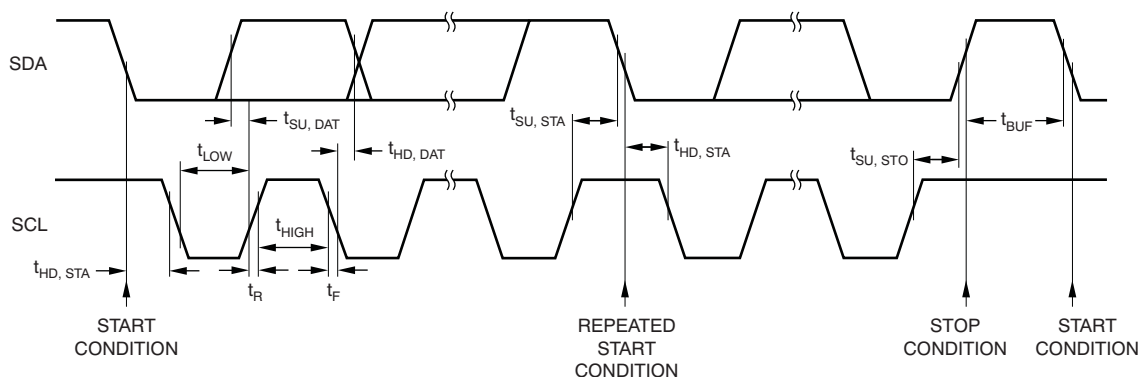 SDA
tSU, DAT
tHD, DAT
tLOW
tSU, STA
tHD, STA
tBUF
tSU, STO
SCL
tHIGH
tHD, STA
tR
tF
START
CONDITION
REPEATED
START
CONDITION
STOP
CONDITION
START
CONDITION